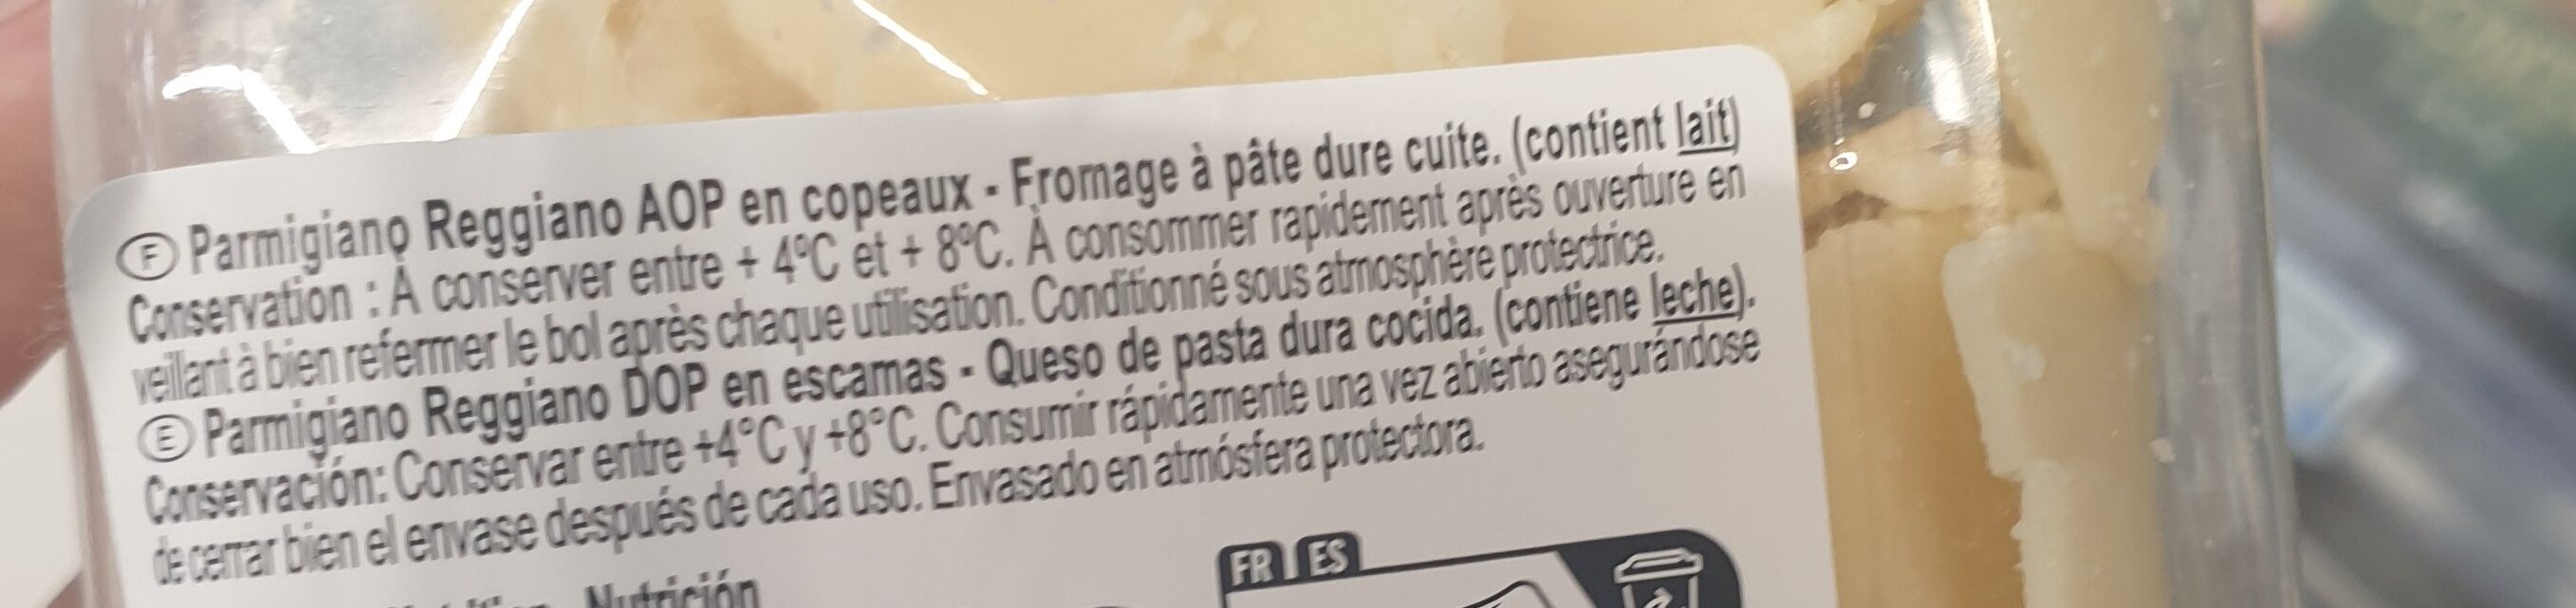 F Parmigiano Reggiano AOP en copeaux - Fromage à pâte dure cuite. (contient lait)
Conservation : À conserver entre + 4°C et + 8°C. À consommer rapidement après ouverture en
veillant à bien refermer le bol après chaque utilisation. Conditionné sous atmosphère protectrice.
E Parmigiano Reggiano DOP en escamas - Queso de pasta dura cocida. (contiene leche).
Conservación: Conservar entre +4°C y +8°C. Consumir rápidamente una vez abierto asegurándose
de cerrar bien el envase después de cada uso. Envasado en atmósfera protectora.
Nutrición
FR ES